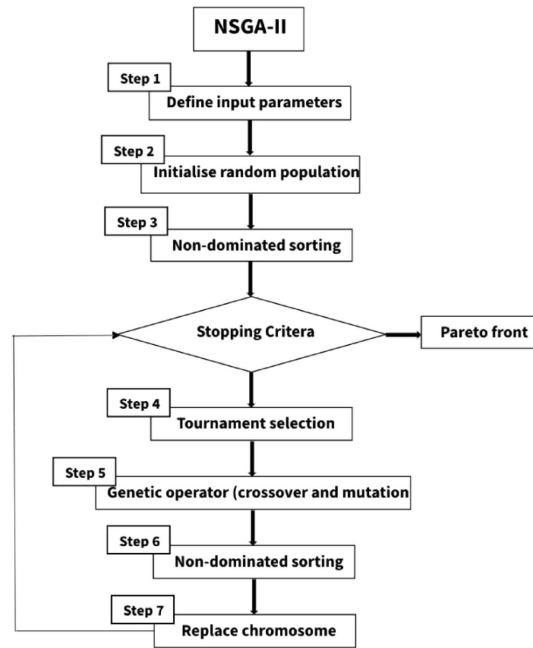 NSGA-II
Step 1
Define input parameters
Step 2
Initialise random population
Step 3
Non-dominated sorting
Stopping Critera
Pareto front
Step 4
Tournament selection
Step 5
Genetic operator (crossover and mutation
Step 6
Non-dominated sorting
Step 7
Replace chromosome